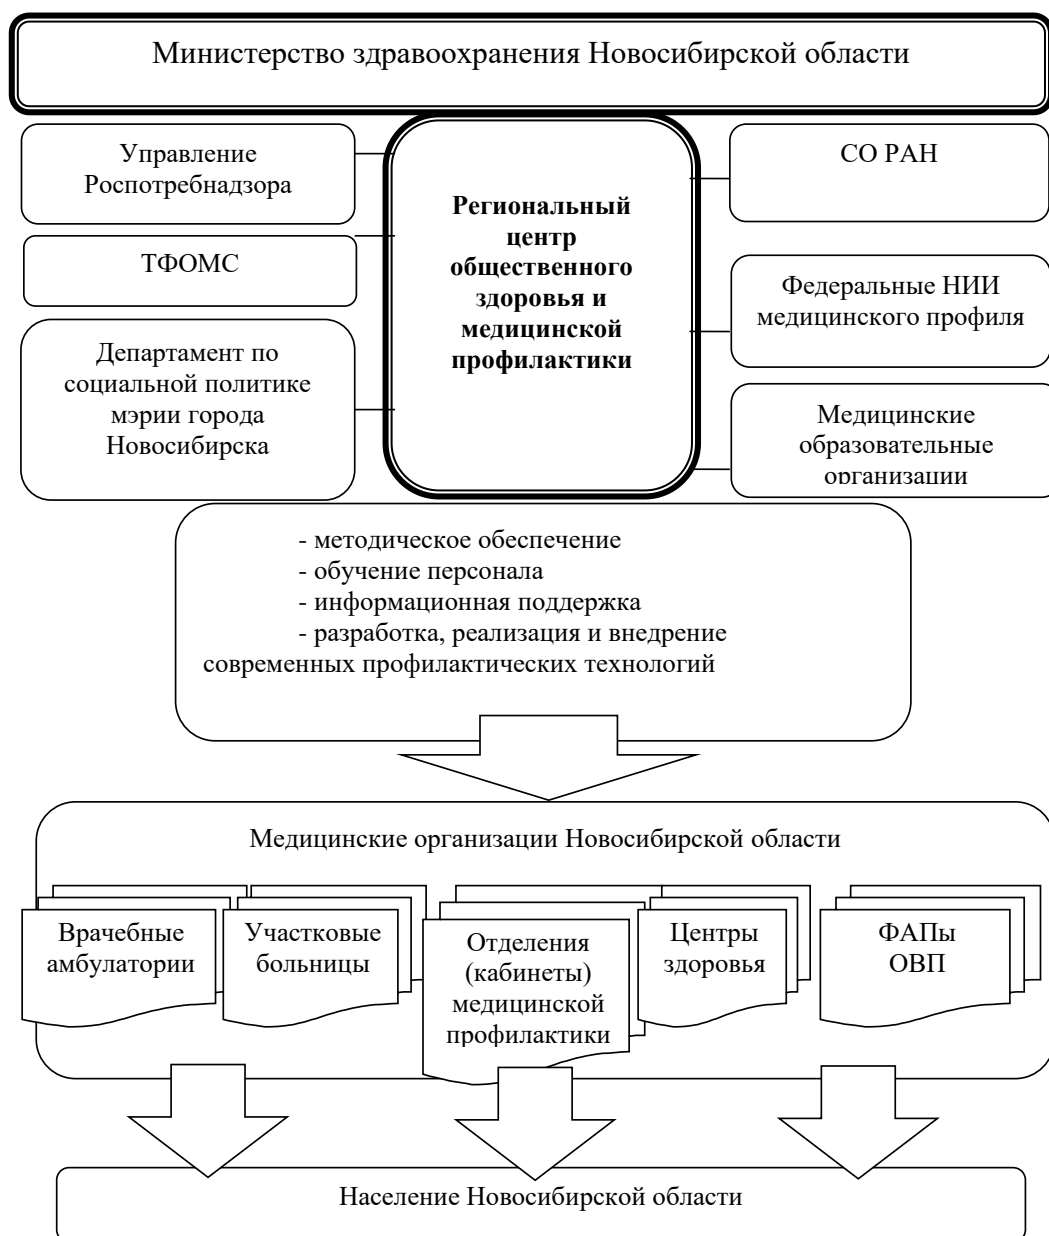 Министерство здравоохранения Новосибирской области
Управление
Роспотребнадзора
ТФОМС
Департамент по
социальной политике
мэрии города
Новосибирска
Региональный
центр
общественного
здоровья и
медицинской
профилактики
СО РАН
Федеральные НИИ
медицинского профиля
Медицинские
образовательные
организации
- методическое обеспечение
- обучение персонала
- информационная поддержка
- разработка, реализация и внедрение
современных профилактических технологий
Медицинские организации Новосибирской области
Врачебные
амбулатории
Участковые
больницы
Отделения
(кабинеты)
медицинской
профилактики
Центры
здоровья
ФАПы
ОВП
Население Новосибирской области